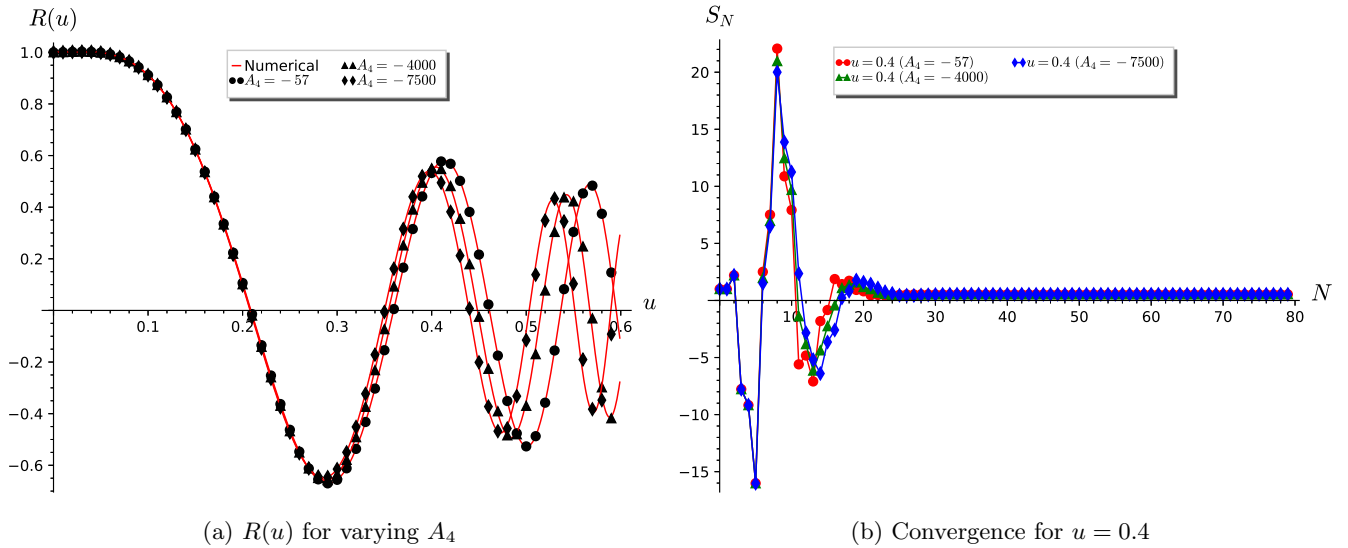 R(u)
1.0
0.8
0.6
0.4
0.2
−0.2
−0.4
−0.6
0.1
0.2
0.3
0.4
0.5
0.6
u
Numerical
A₄ = −57
A₄ = −4000
A₄ = −7500
(a) R(u) for varying A₄
S_N
20
15
10
5
−5
−10
−15
10
20
30
40
50
60
70
80
N
u = 0.4 (A₄ = −57)
u = 0.4 (A₄ = −4000)
u = 0.4 (A₄ = −7500)
(b) Convergence for u = 0.4